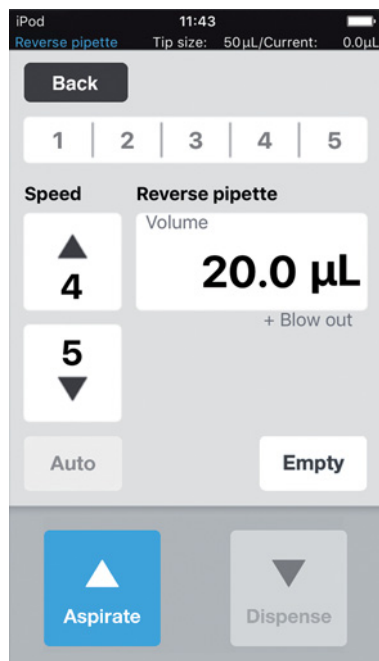 iPod 11:43
Reverse pipette Tip size: 50µL/Current: 0.0µL
Back
1 2 3 4 5
Speed Reverse pipette
Volume
4 20.0 µL
+ Blow out
5
Auto Empty
Aspirate Dispense